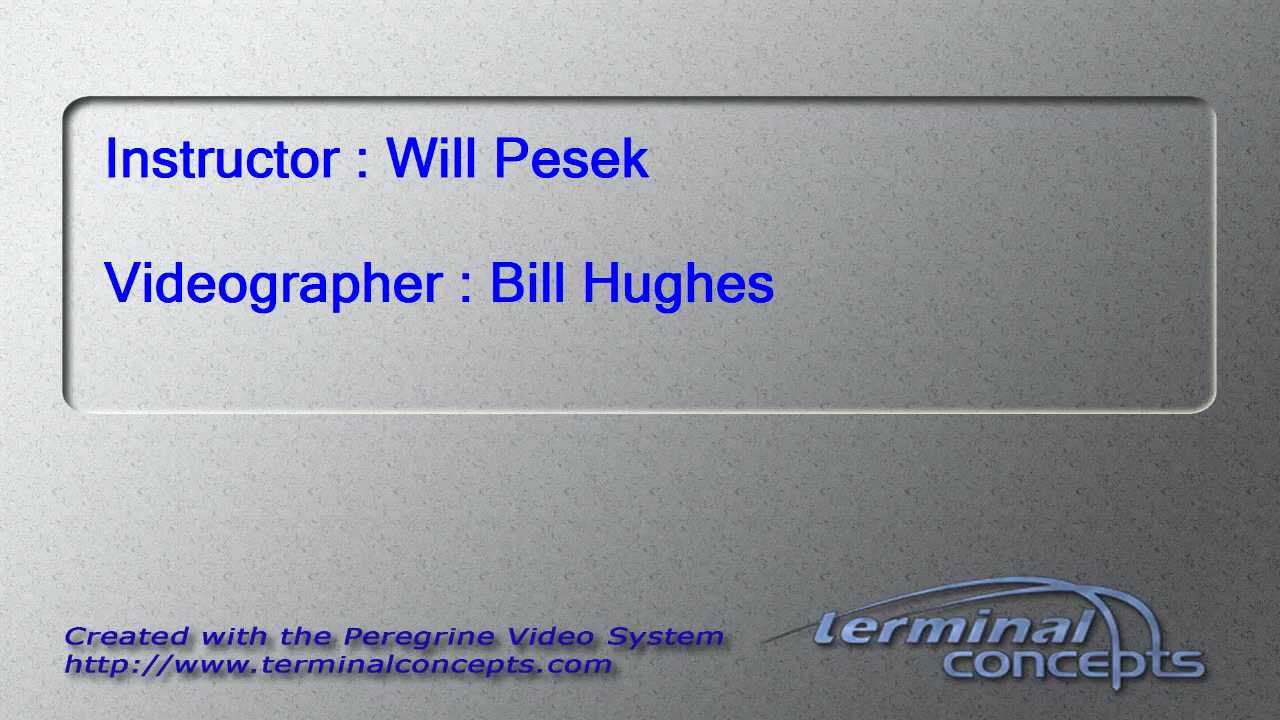 Instructor : Will Pesek
Videographer : Bill Hughes
Created with the Peregrine Video System
http://www.terminalconcepts.com
terminal
concepts